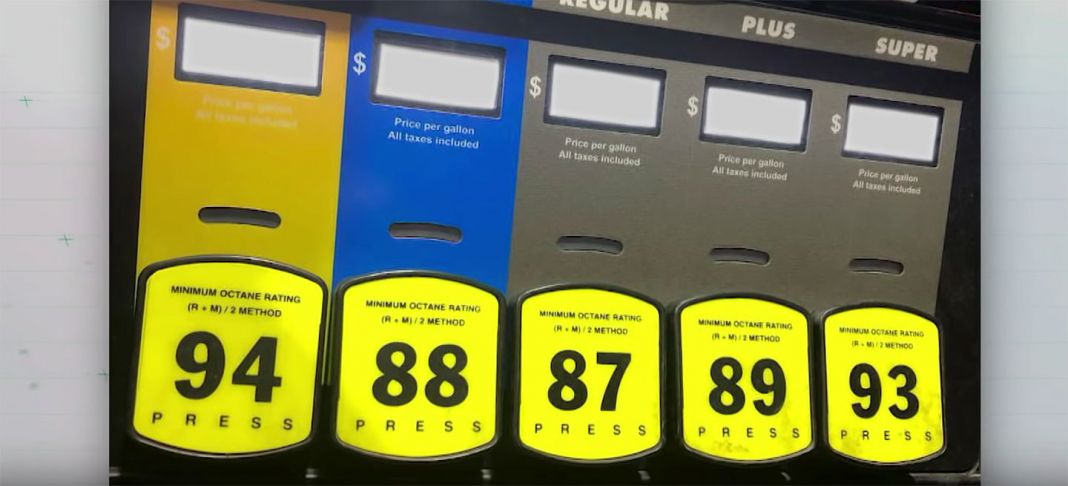 REGULAR
PLUS
SUPER
$
Price per gallon
All taxes included
MINIMUM OCTANE RATING
(R + M) / 2 METHOD
94
PRESS
$
Price per gallon
All taxes included
MINIMUM OCTANE RATING
(R + M) / 2 METHOD
88
PRESS
$
Price per gallon
All taxes included
MINIMUM OCTANE RATING
(R + M) / 2 METHOD
87
PRESS
$
Price per gallon
All taxes included
MINIMUM OCTANE RATING
(R + M) / 2 METHOD
89
PRESS
$
Price per gallon
All taxes included
MINIMUM OCTANE RATING
(R + M) / 2 METHOD
93
PRESS